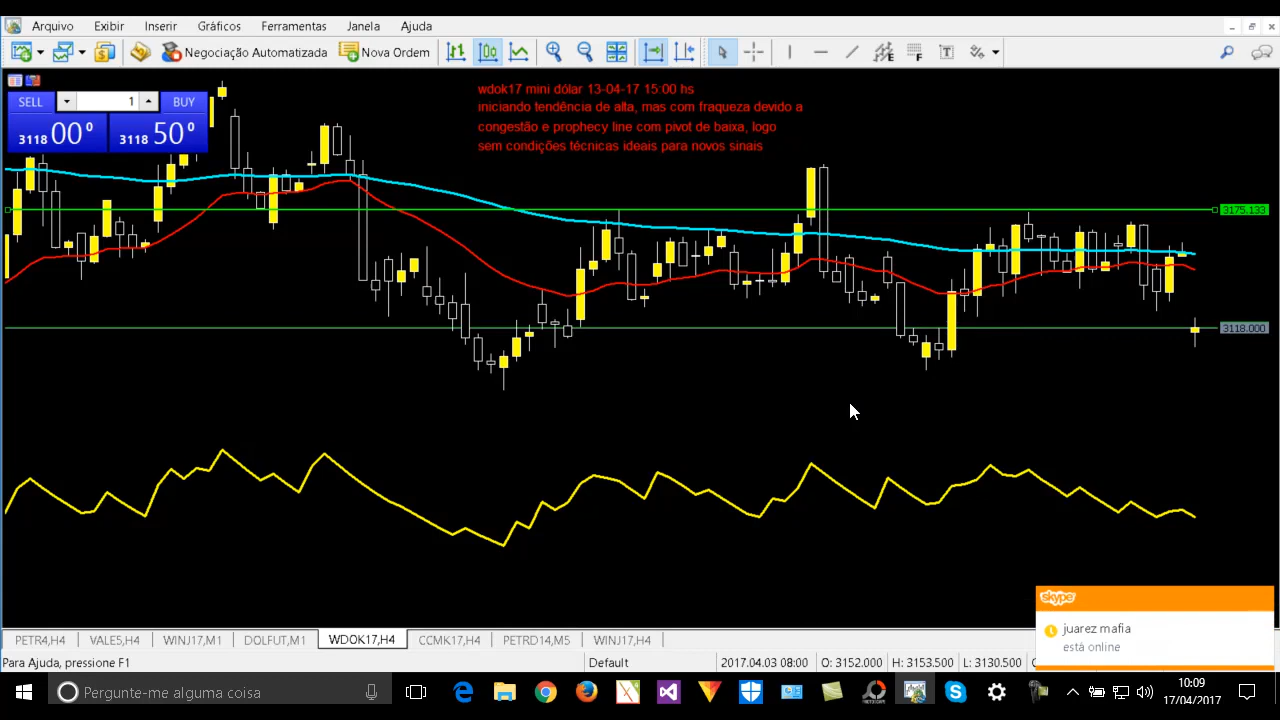 Arquivo Exibir Inserir Gráficos Ferramentas Janela Ajuda
Negociação Automatizada Nova Ordem
SELL 1 BUY
3118 00 0 3118 50 0
wdok17 mini dólar 13-04-17 15:00 hs
iniciando tendência de alta, mas com fraqueza devido a
congestão e prophecy line com pivot de baixa, logo
sem condições técnicas ideais para novos sinais
3175.133
3118.000
skype
juarez mafia
está online
PETR4,H4 VALE5,H4 WINJ17,M1 DOLFUT,M1 WDOK17,H4 CCMK17,H4 PETRD14,M5 WINJ17,H4
Para Ajuda, pressione F1 Default 2017.04.03 08:00 O: 3152.000 H: 3153.500 L: 3130.500
Pergunte-me alguma coisa
10:09
17/04/2017